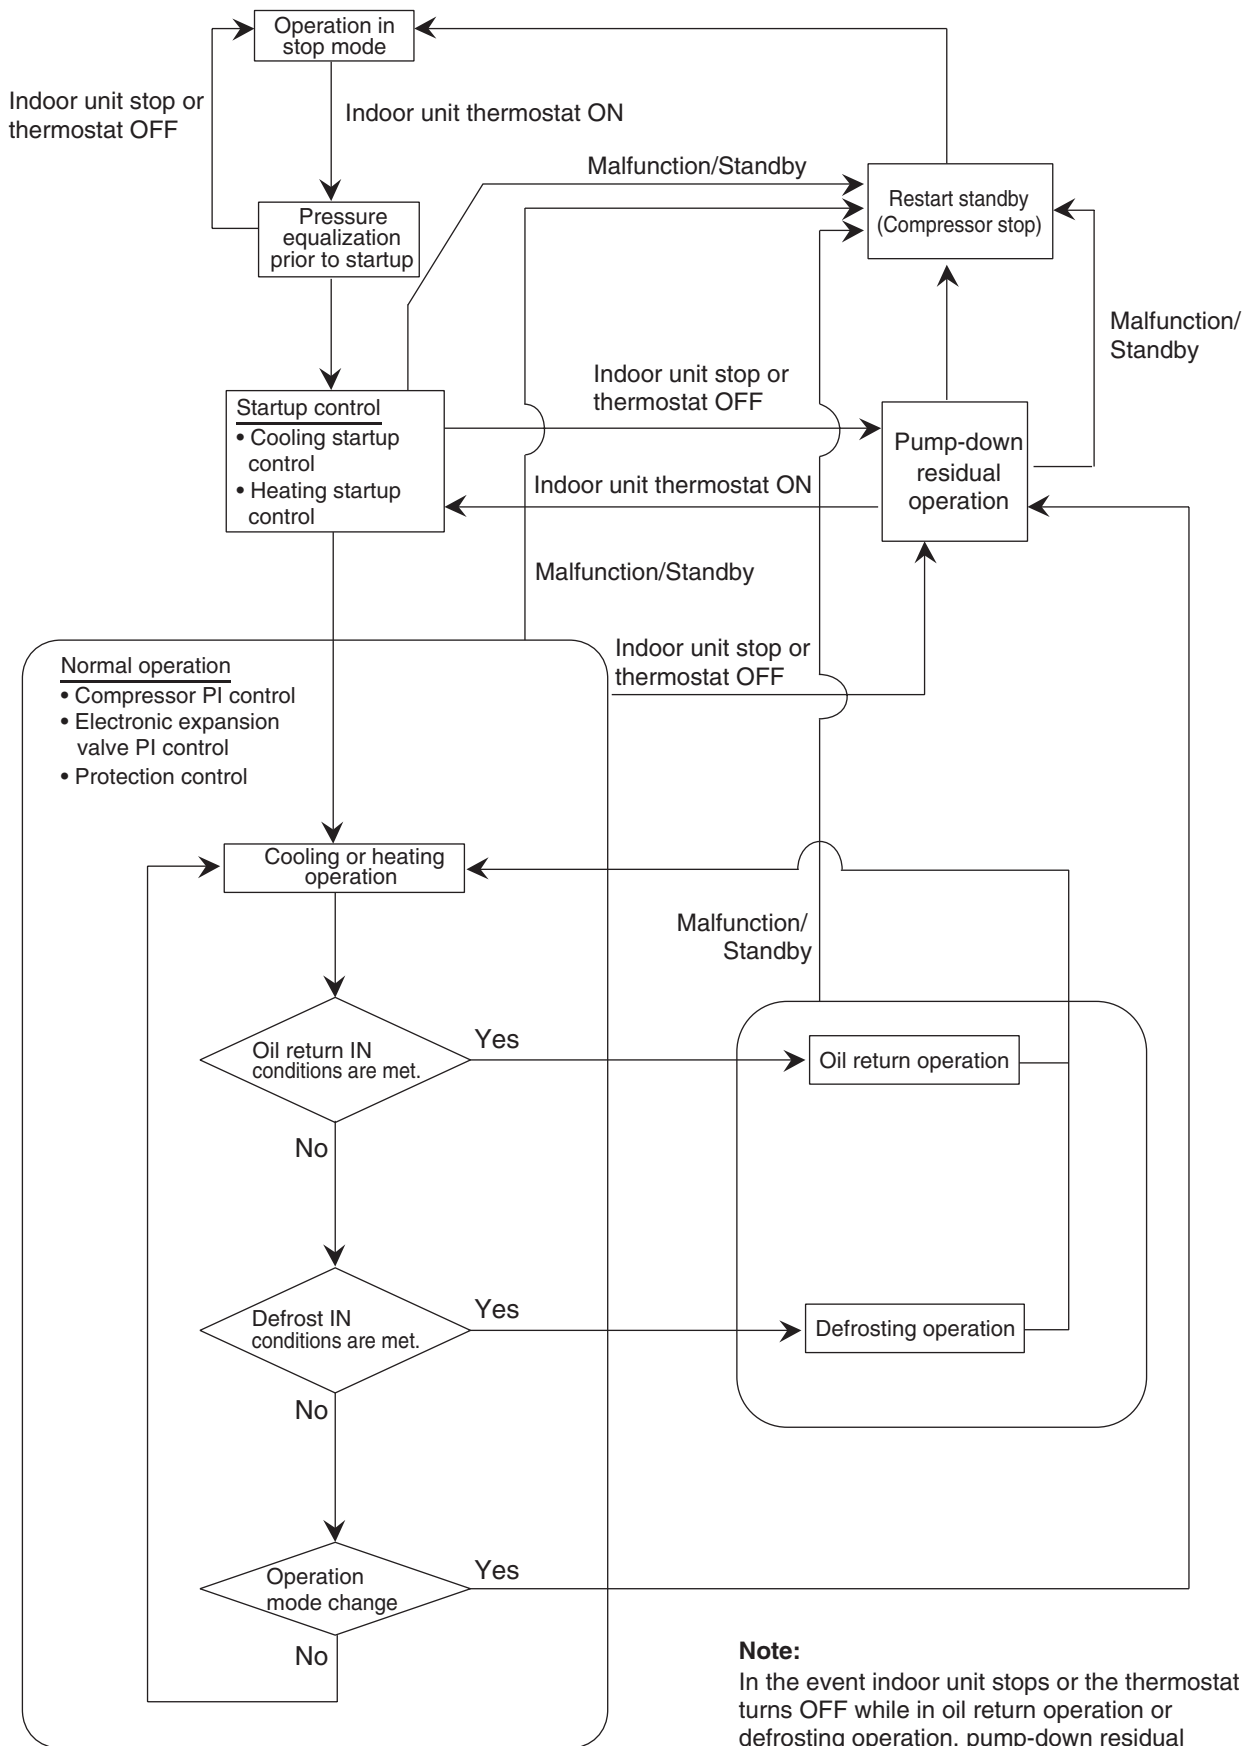 Operation in
stop mode
Indoor unit stop or
thermostat OFF
Indoor unit thermostat ON
Malfunction/Standby
Restart standby
(Compressor stop)
Pressure
equalization
prior to startup
Malfunction/
Standby
Indoor unit stop or
thermostat OFF
Startup control
• Cooling startup
control
• Heating startup
control
Pump-down
residual
operation
Indoor unit thermostat ON
Malfunction/Standby
Indoor unit stop or
thermostat OFF
Normal operation
• Compressor PI control
• Electronic expansion
valve PI control
• Protection control
Cooling or heating
operation
Malfunction/
Standby
Oil return IN
conditions are met.
Yes
Oil return operation
No
Defrost IN
conditions are met.
Yes
Defrosting operation
No
Operation
mode change
Yes
No
Note:
In the event indoor unit stops or the thermostat
turns OFF while in oil return operation or
defrosting operation, pump-down residual